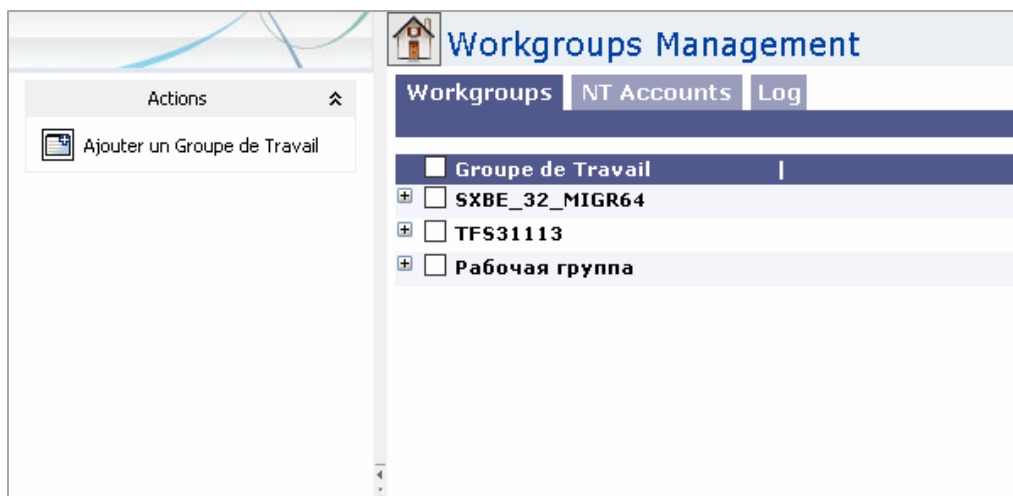 Workgroups Management
Actions
Ajouter un Groupe de Travail
Workgroups NT Accounts Log
Groupe de Travail
SXBE_32_MIGR64
TFS31113
Рабочая группа